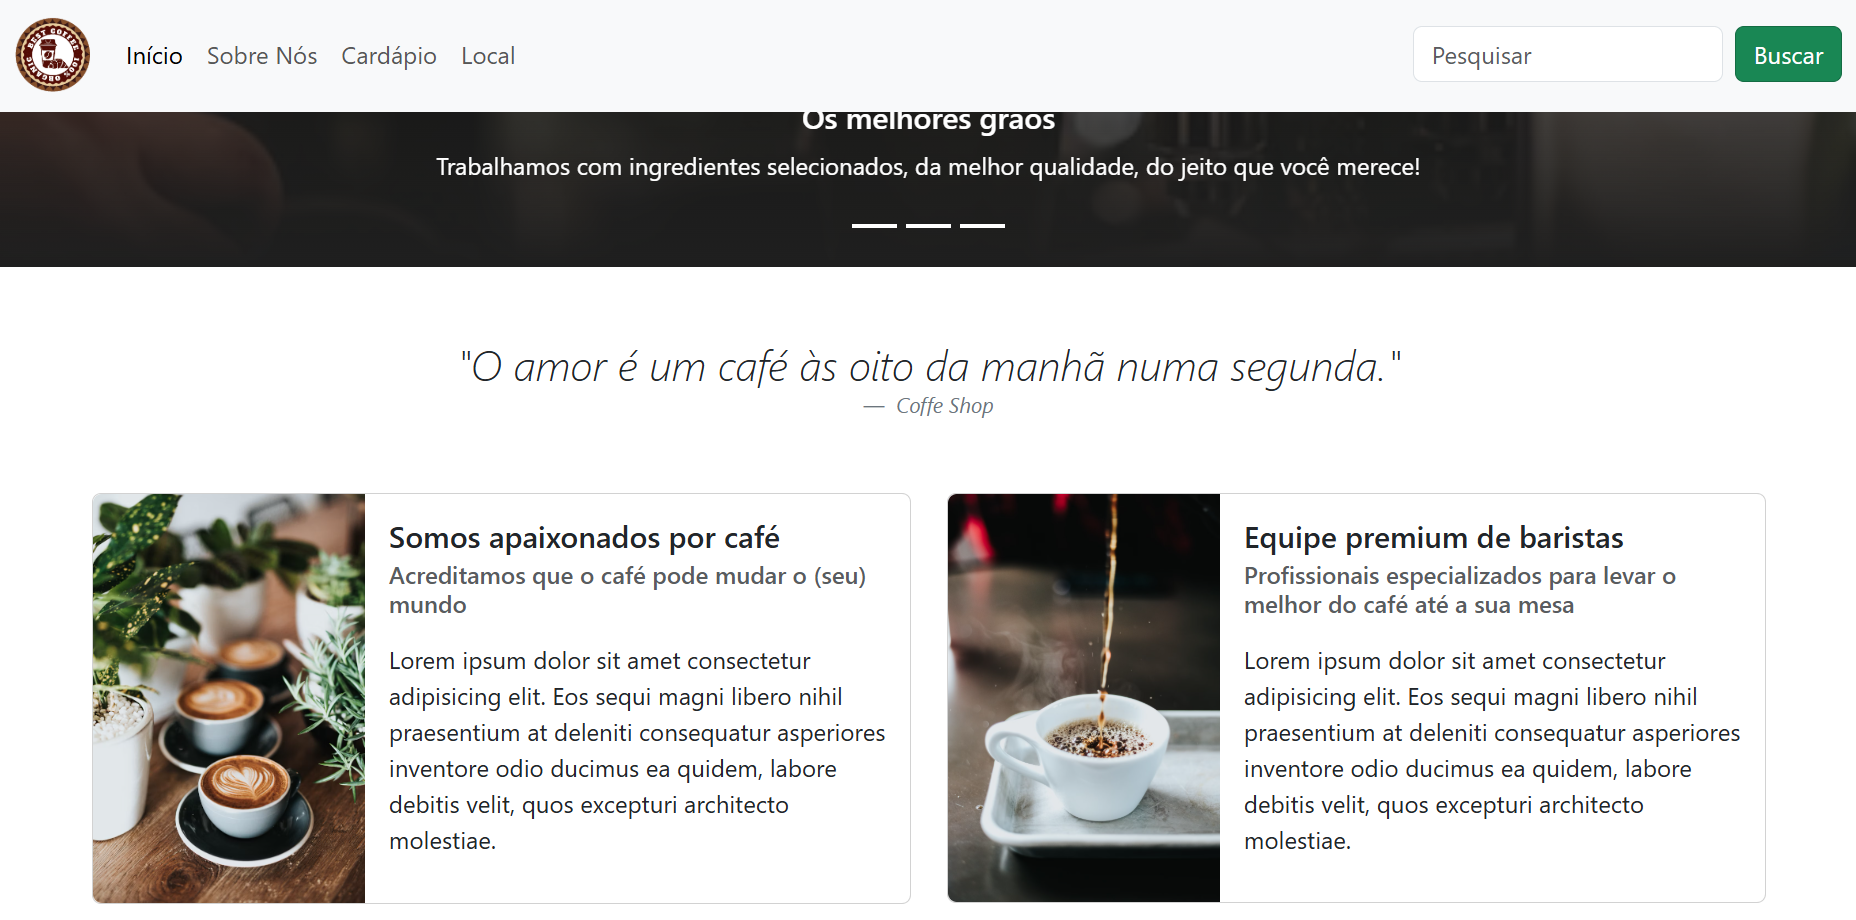 BEST COFFEE
100% ORGANIC
Início Sobre Nós Cardápio Local
Pesquisar
Buscar
Os melhores grãos
Trabalhamos com ingredientes selecionados, da melhor qualidade, do jeito que você merece!
"O amor é um café às oito da manhã numa segunda."
— Coffe Shop
Somos apaixonados por café
Acreditamos que o café pode mudar o (seu)
mundo
Lorem ipsum dolor sit amet consectetur
adipisicing elit. Eos sequi magni libero nihil
praesentium at deleniti consequatur asperiores
inventore odio ducimus ea quidem, labore
debitis velit, quos excepturi architecto
molestiae.
Equipe premium de baristas
Profissionais especializados para levar o
melhor do café até a sua mesa
Lorem ipsum dolor sit amet consectetur
adipisicing elit. Eos sequi magni libero nihil
praesentium at deleniti consequatur asperiores
inventore odio ducimus ea quidem, labore
debitis velit, quos excepturi architecto
molestiae.